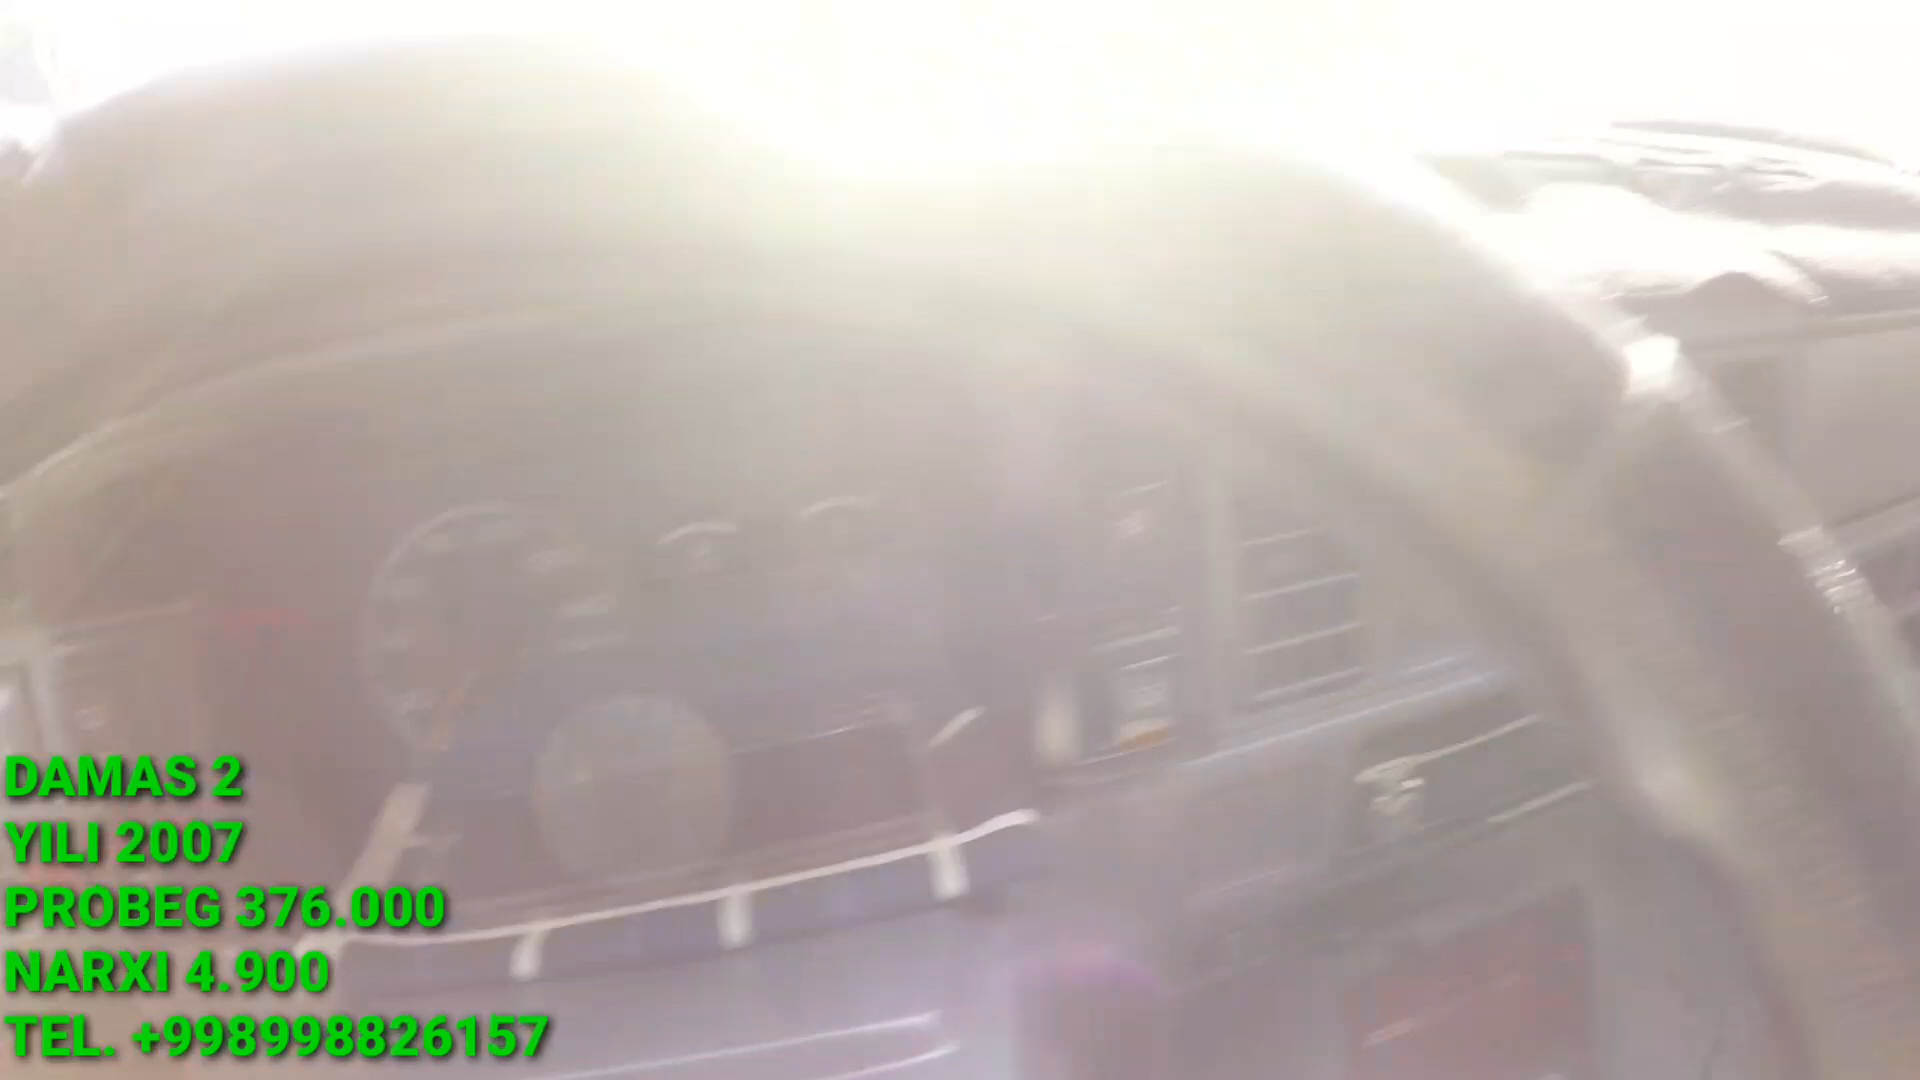 DAMAS 2
YILI 2007
PROBEG 376.000
NARXI 4.900
TEL. +998998826157